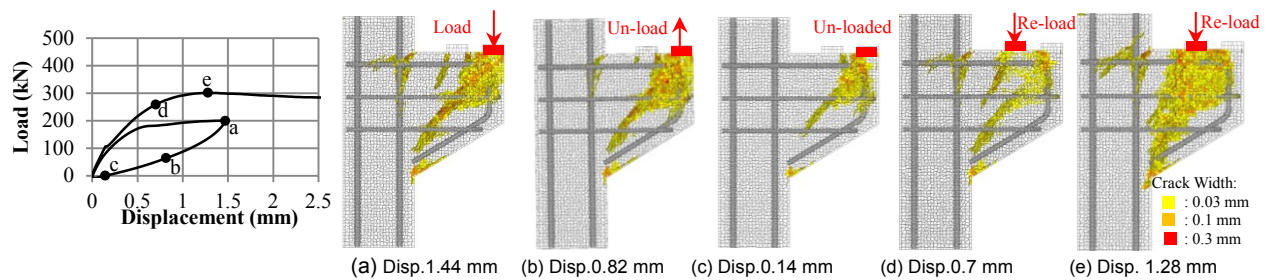 500
400
300
200
100
0
Load (kN)
e
d
a
c
b
0 0.5 1 1.5 2 2.5
Displacement (mm)
Load
Un-load
Un-loaded
Re-load
Re-load
Crack Width:
: 0.03 mm
: 0.1 mm
: 0.3 mm
(a) Disp.1.44 mm
(b) Disp.0.82 mm
(c) Disp.0.14 mm
(d) Disp.0.7 mm
(e) Disp. 1.28 mm